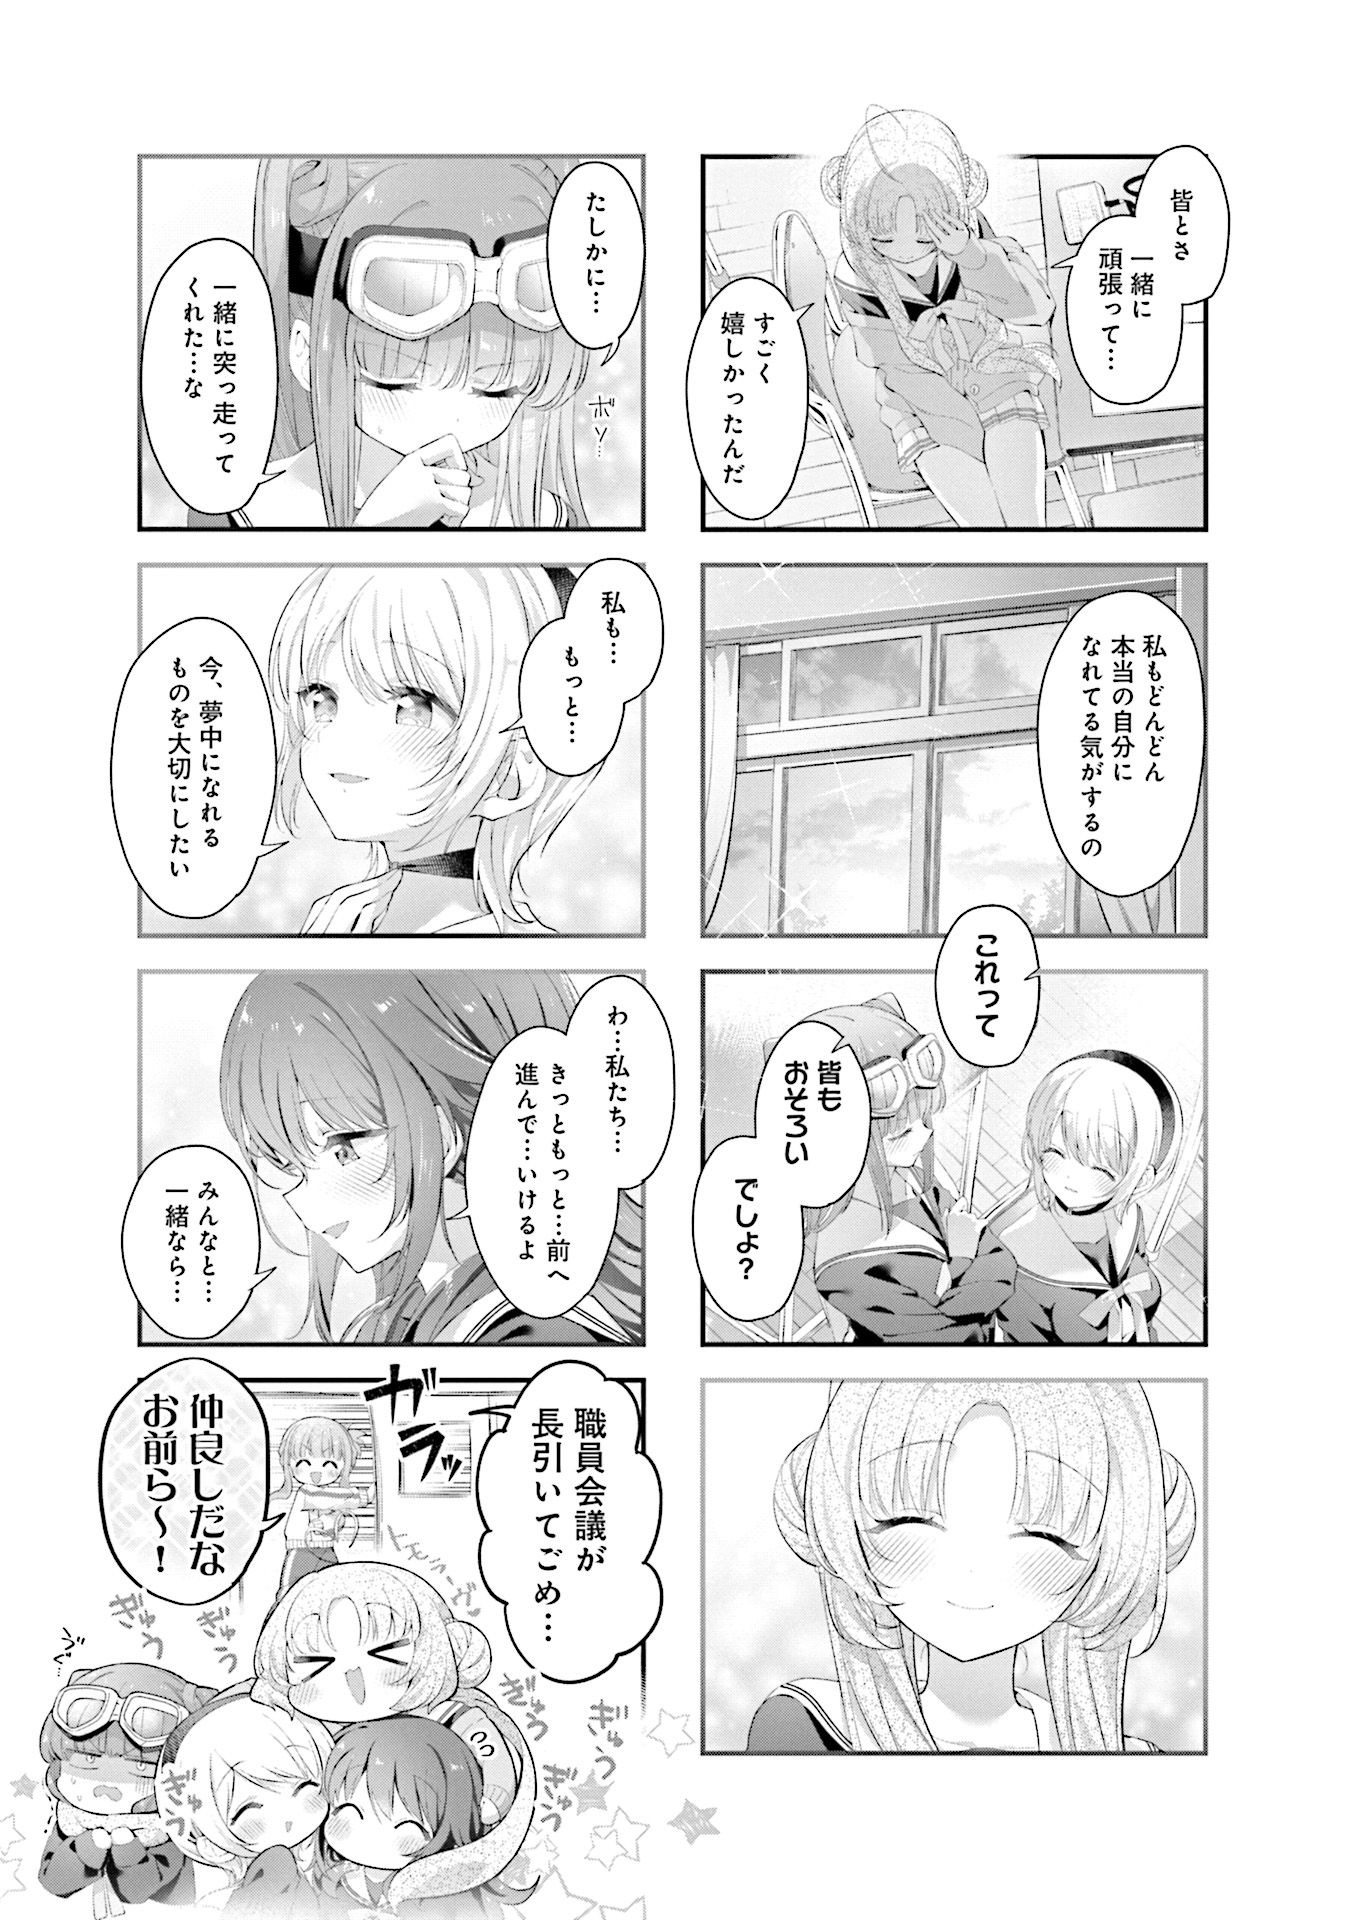 皆とさ
一緒に
頑張って…
すごく
嬉しかったんだ
私もどんどん
本当の自分に
なれてる気がするの
これって
皆も
おそろい
でしょ？
たしかに…
一緒に突っ走って
くれた…な
ボソ…
私も…
もっと…
今、夢中になれる
ものを大切にしたい
わ…私たち…
きっともっと…前へ
進んで…いけるよ
みんなと…
一緒なら…
ガラッ
職員会議が
長引いてごめ…
仲良しだな
お前ら〜！
ぎゅう
ぎゅう
ぎゅう
ぎゅう
ぎゅう
ぎゅう